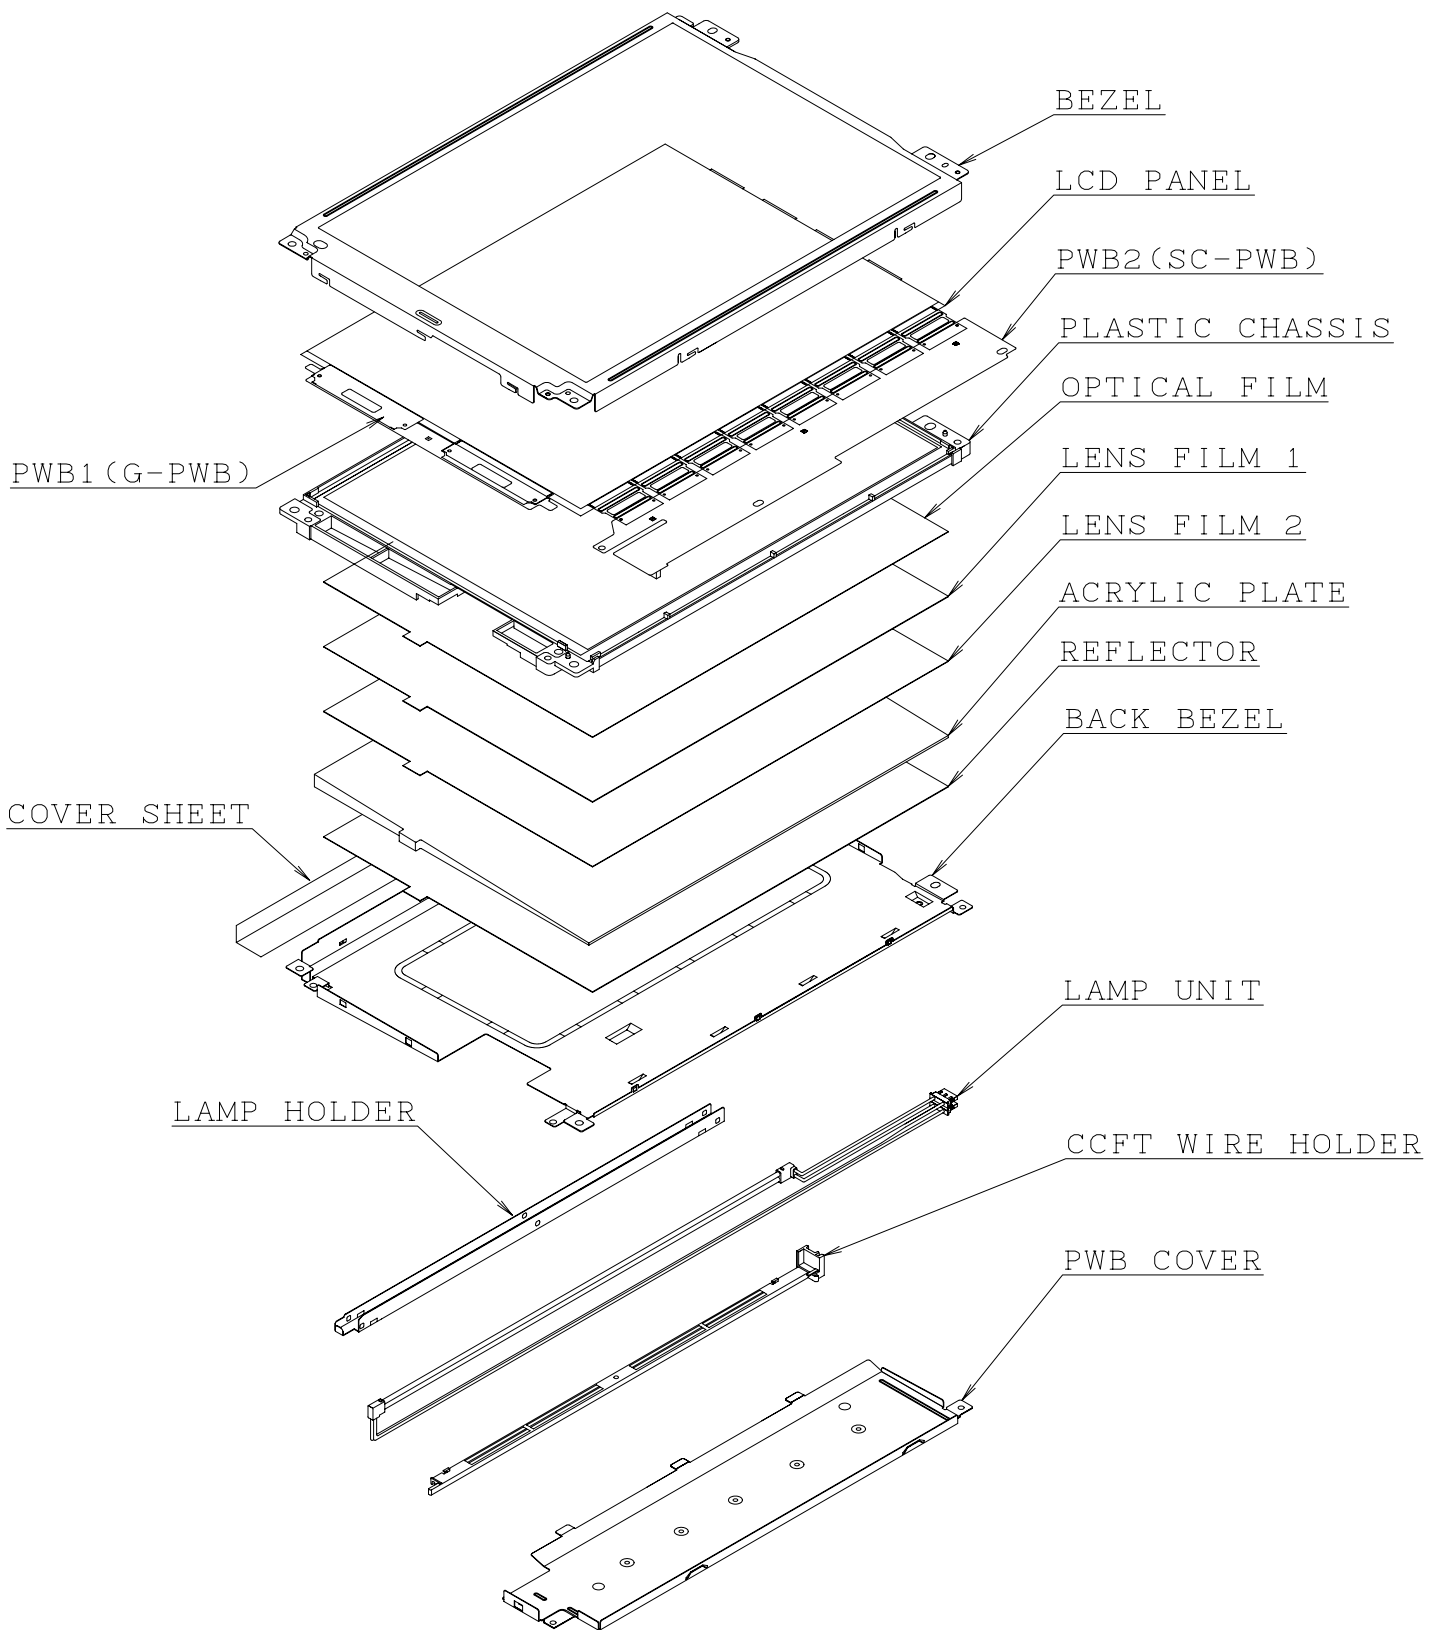 BEZEL
LCD PANEL
PWB2(SC-PWB)
PLASTIC CHASSIS
OPTICAL FILM
PWB1(G-PWB)
LENS FILM 1
LENS FILM 2
ACRYLIC PLATE
REFLECTOR
BACK BEZEL
COVER SHEET
LAMP UNIT
LAMP HOLDER
CCFT WIRE HOLDER
PWB COVER